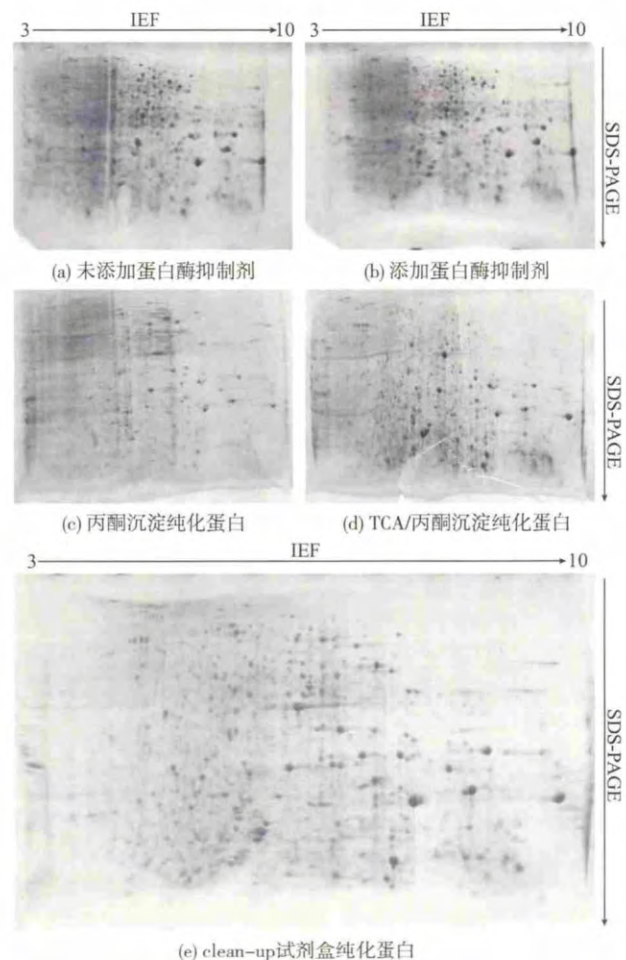 IEF
3 10
IEF
3 10
SDS-PAGE
(a) 未添加蛋白酶抑制剂
(b) 添加蛋白酶抑制剂
SDS-PAGE
(c) 丙酮沉淀纯化蛋白
(d) TCA/丙酮沉淀纯化蛋白
IEF
3 10
SDS-PAGE
(e) clean-up试剂盒纯化蛋白